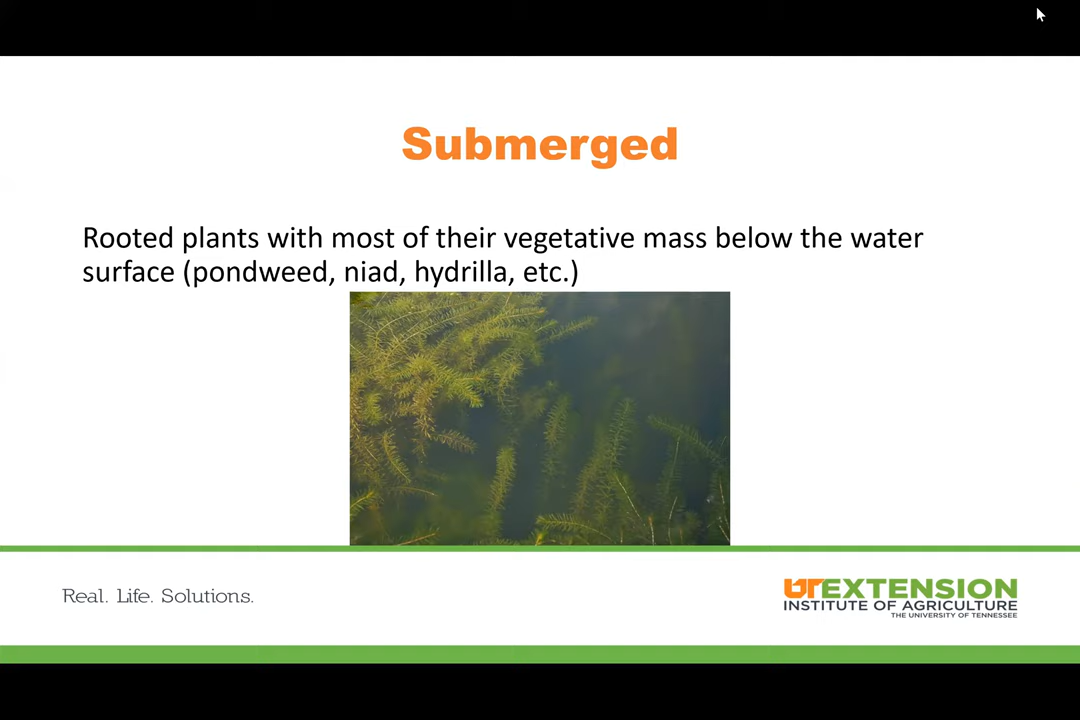 Submerged
Rooted plants with most of their vegetative mass below the water
surface (pondweed, niad, hydrilla, etc.)
Real. Life. Solutions.
UTEXTENSION
INSTITUTE OF AGRICULTURE
THE UNIVERSITY OF TENNESSEE